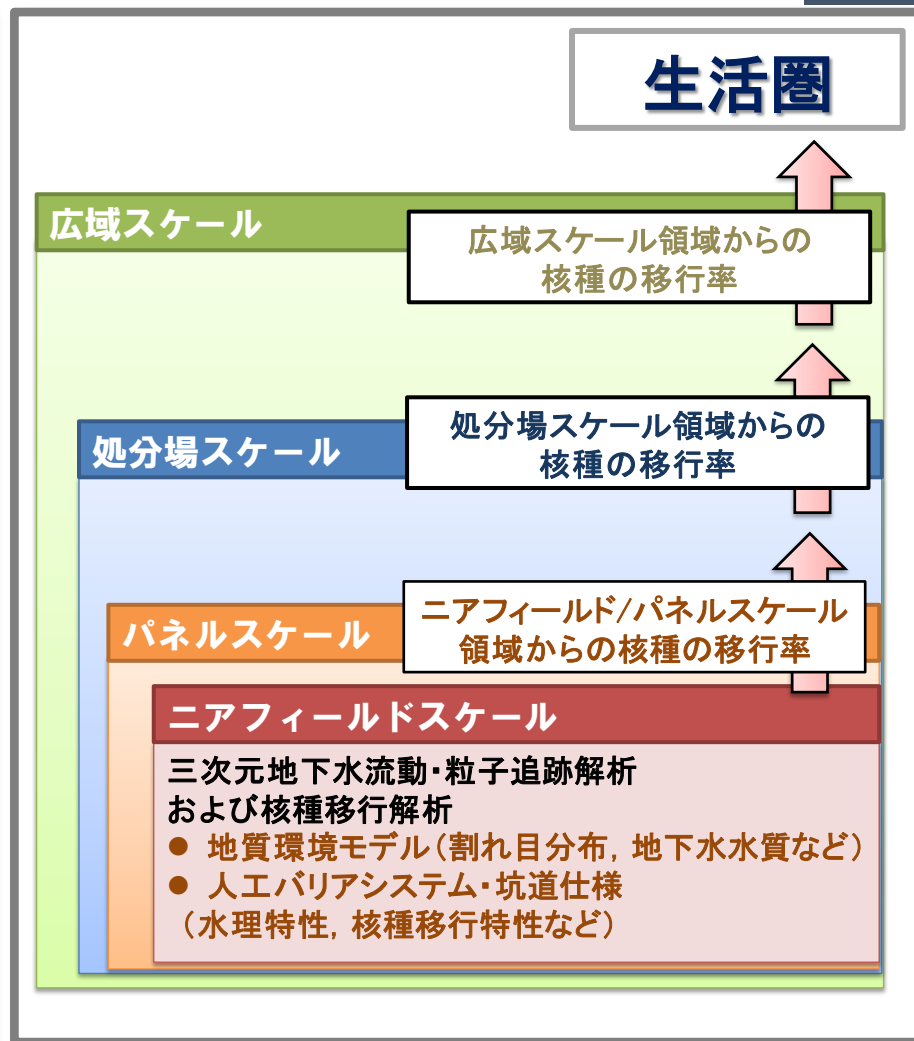 生活圏
広域スケール
広域スケール領域からの
核種の移行率
処分場スケール
処分場スケール領域からの
核種の移行率
パネルスケール
ニアフィールド/パネルスケール
領域からの核種の移行率
ニアフィールドスケール
三次元地下水流動・粒子追跡解析
および核種移行解析
● 地質環境モデル（割れ目分布, 地下水水質など）
● 人工バリアシステム・坑道仕様
（水理特性, 核種移行特性など）